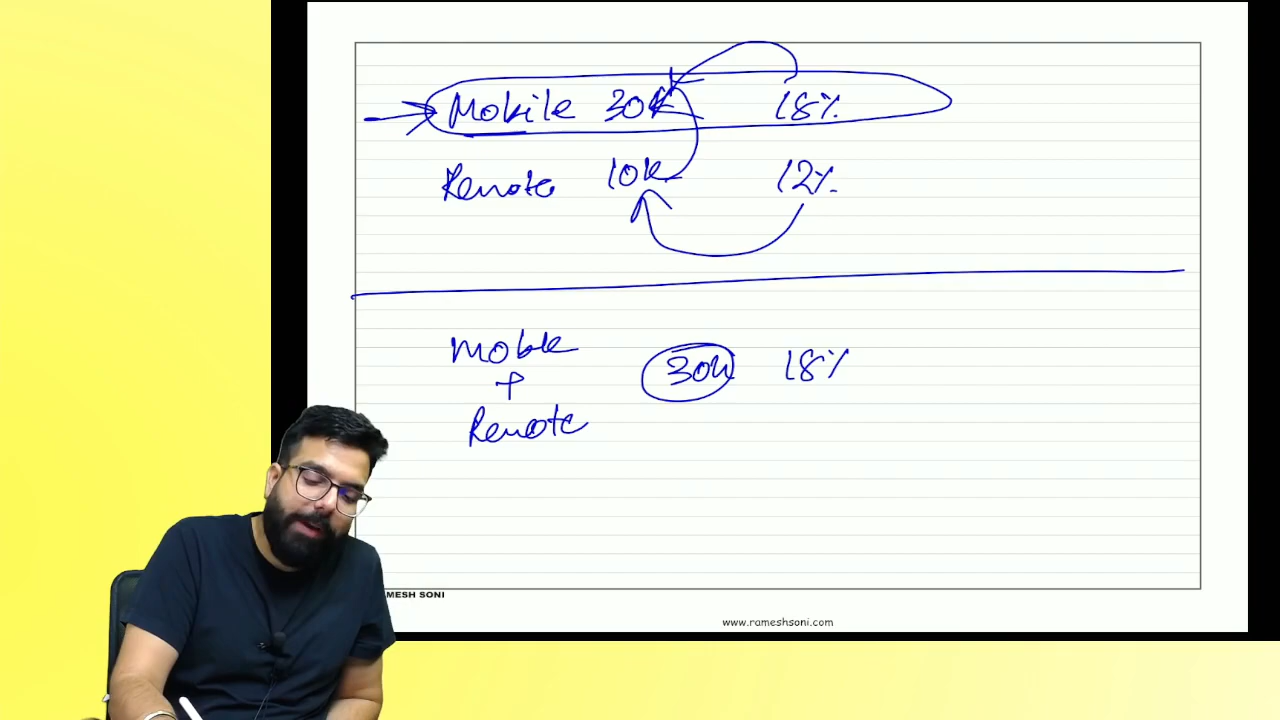 Mobile 30K 18%
Remote 10K 12%
Mobile 30K 18%
+
Remote
MESH SONI
www.rameshsoni.com